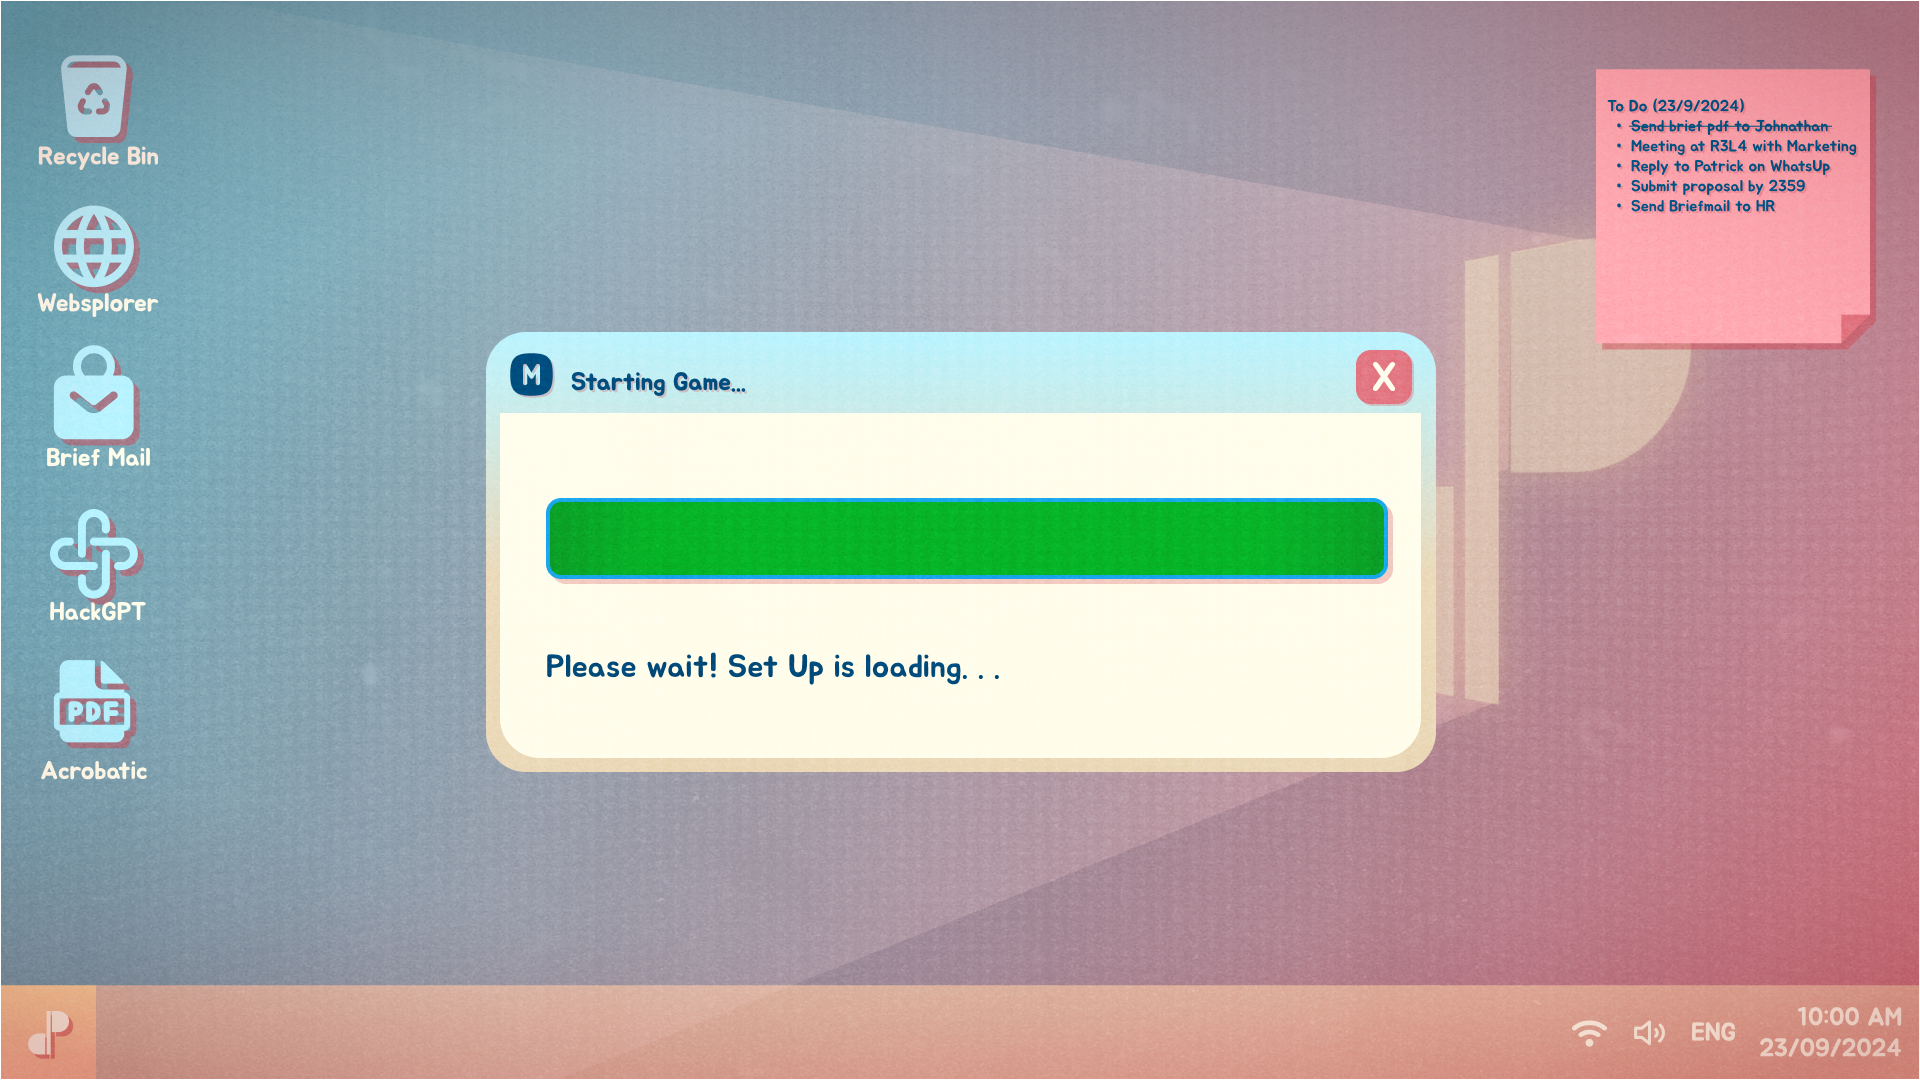 Recycle Bin
Websplorer
Brief Mail
HackGPT
PDF
Acrobatic
M
Starting Game...
X
Please wait! Set Up is loading. . .
To Do (23/9/2024)
• Send brief pdf to Johnathan
• Meeting at R3L4 with Marketing
• Reply to Patrick on WhatsUp
• Submit proposal by 2359
• Send Briefmail to HR
ENG
10:00 AM
23/09/2024